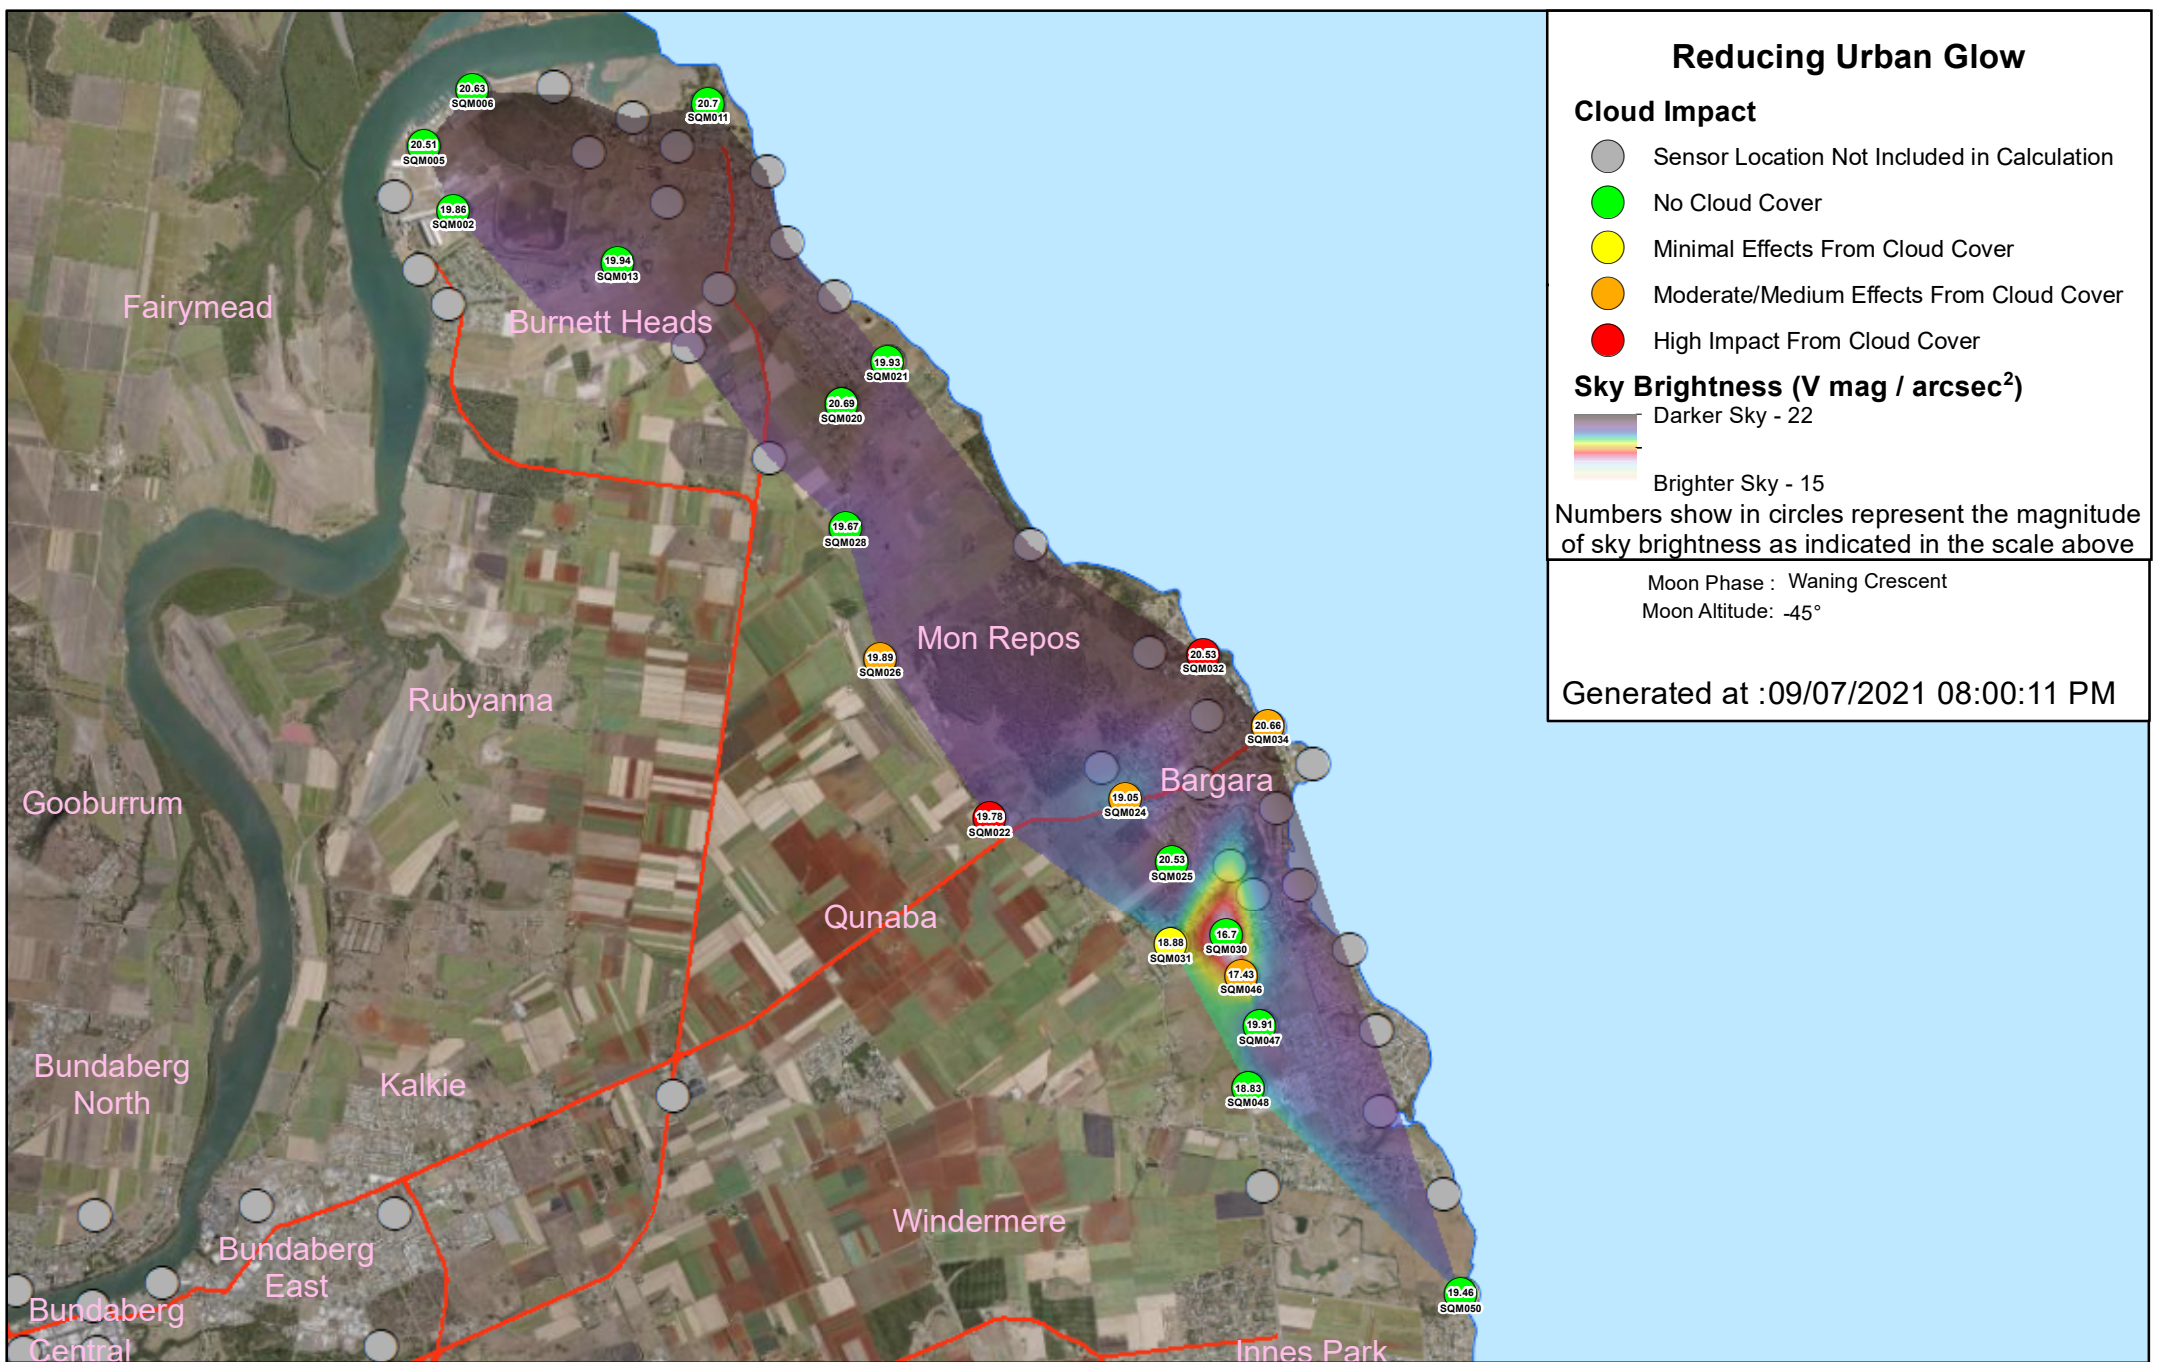 Reducing Urban Glow
Cloud Impact
Sensor Location Not Included in Calculation
No Cloud Cover
Minimal Effects From Cloud Cover
Moderate/Medium Effects From Cloud Cover
High Impact From Cloud Cover
Sky Brightness (V mag / arcsec²)
Darker Sky - 22
Brighter Sky - 15
Numbers show in circles represent the magnitude
of sky brightness as indicated in the scale above
Moon Phase : Waning Crescent
Moon Altitude: -45°
Generated at :09/07/2021 08:00:11 PM
20.63
SQM006
20.7
SQM011
20.51
SQM005
19.86
SQM002
19.94
SQM013
Fairymead
Burnett Heads
19.93
SQM021
20.69
SQM020
19.67
SQM028
Mon Repos
19.89
SQM026
20.53
SQM032
Rubyanna
20.66
SQM034
Bargara
Gooburrum
19.05
SQM024
19.78
SQM022
20.53
SQM025
Qunaba
18.88
SQM031
16.7
SQM030
17.43
SQM046
19.91
SQM047
Bundaberg
North
Kalkie
18.83
SQM048
Windermere
Bundaberg
East
19.46
SQM050
Bundaberg
Central
Innes Park